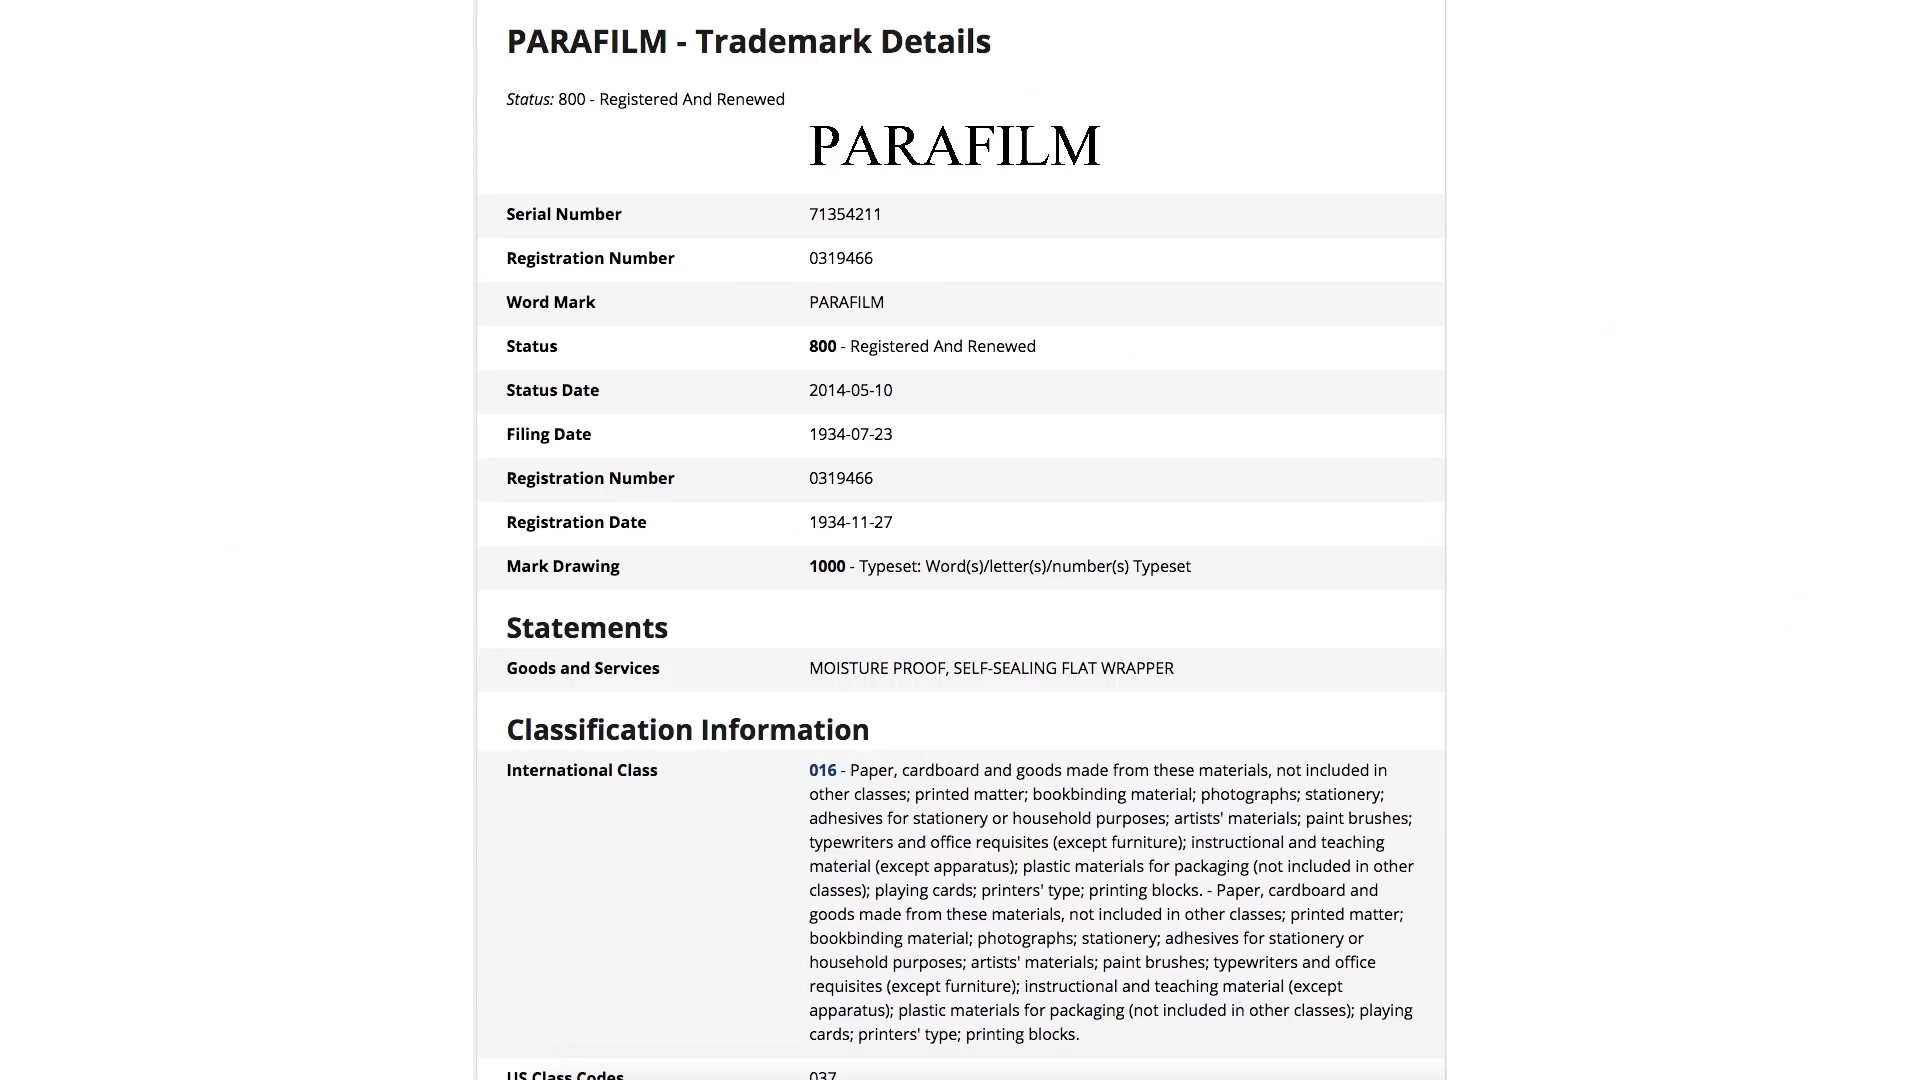 PARAFILM - Trademark Details
Status: 800 - Registered And Renewed
PARAFILM
Serial Number 71354211
Registration Number 0319466
Word Mark PARAFILM
Status 800 - Registered And Renewed
Status Date 2014-05-10
Filing Date 1934-07-23
Registration Number 0319466
Registration Date 1934-11-27
Mark Drawing 1000 - Typeset: Word(s)/letter(s)/number(s) Typeset
Statements
Goods and Services MOISTURE PROOF, SELF-SEALING FLAT WRAPPER
Classification Information
International Class 016 - Paper, cardboard and goods made from these materials, not included in
other classes; printed matter; bookbinding material; photographs; stationery;
adhesives for stationery or household purposes; artists' materials; paint brushes;
typewriters and office requisites (except furniture); instructional and teaching
material (except apparatus); plastic materials for packaging (not included in other
classes); playing cards; printers' type; printing blocks. - Paper, cardboard and
goods made from these materials, not included in other classes; printed matter;
bookbinding material; photographs; stationery; adhesives for stationery or
household purposes; artists' materials; paint brushes; typewriters and office
requisites (except furniture); instructional and teaching material (except
apparatus); plastic materials for packaging (not included in other classes); playing
cards; printers' type; printing blocks.
US Class Codes 037